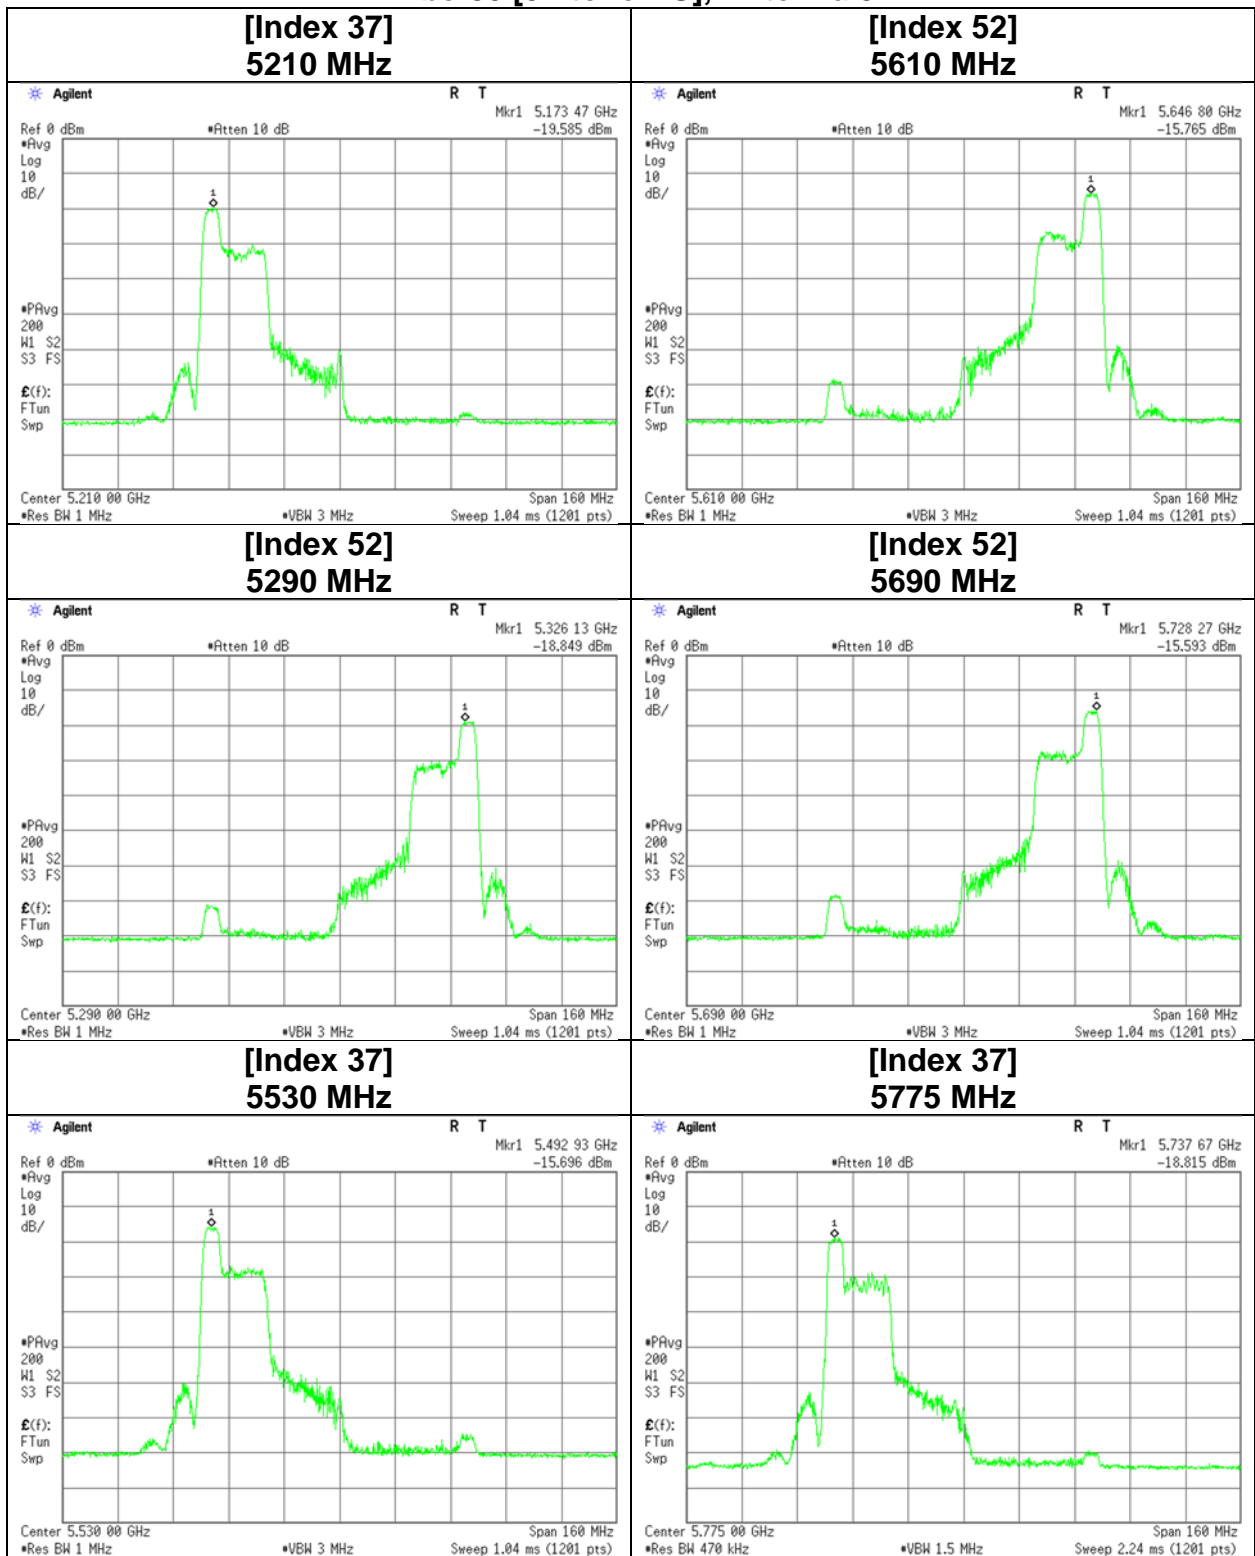 [Index 37]
5210 MHz
[Index 52]
5610 MHz
Agilent R T
Mkr1 5.173 47 GHz
Ref 0 dBm #Atten 10 dB -19.585 dBm
#Avg
Log
10
dB/
1
#PAvg
200
W1 S2
S3 FS
£(f):
FTun
Swp
Center 5.210 00 GHz Span 160 MHz
#Res BW 1 MHz #VBW 3 MHz Sweep 1.04 ms (1201 pts)
Agilent R T
Mkr1 5.646 80 GHz
Ref 0 dBm #Atten 10 dB -15.765 dBm
#Avg
Log
10
dB/
1
#PAvg
200
W1 S2
S3 FS
£(f):
FTun
Swp
Center 5.610 00 GHz Span 160 MHz
#Res BW 1 MHz #VBW 3 MHz Sweep 1.04 ms (1201 pts)
[Index 52]
5290 MHz
[Index 52]
5690 MHz
Agilent R T
Mkr1 5.326 13 GHz
Ref 0 dBm #Atten 10 dB -18.849 dBm
#Avg
Log
10
dB/
1
#PAvg
200
W1 S2
S3 FS
£(f):
FTun
Swp
Center 5.290 00 GHz Span 160 MHz
#Res BW 1 MHz #VBW 3 MHz Sweep 1.04 ms (1201 pts)
Agilent R T
Mkr1 5.728 27 GHz
Ref 0 dBm #Atten 10 dB -15.593 dBm
#Avg
Log
10
dB/
1
#PAvg
200
W1 S2
S3 FS
£(f):
FTun
Swp
Center 5.690 00 GHz Span 160 MHz
#Res BW 1 MHz #VBW 3 MHz Sweep 1.04 ms (1201 pts)
[Index 37]
5530 MHz
[Index 37]
5775 MHz
Agilent R T
Mkr1 5.492 93 GHz
Ref 0 dBm #Atten 10 dB -15.696 dBm
#Avg
Log
10
dB/
1
#PAvg
200
W1 S2
S3 FS
£(f):
FTun
Swp
Center 5.530 00 GHz Span 160 MHz
#Res BW 1 MHz #VBW 3 MHz Sweep 1.04 ms (1201 pts)
Agilent R T
Mkr1 5.737 67 GHz
Ref 0 dBm #Atten 10 dB -18.815 dBm
#Avg
Log
10
dB/
1
#PAvg
200
W1 S2
S3 FS
£(f):
FTun
Swp
Center 5.775 00 GHz Span 160 MHz
#Res BW 470 kHz #VBW 1.5 MHz Sweep 2.24 ms (1201 pts)